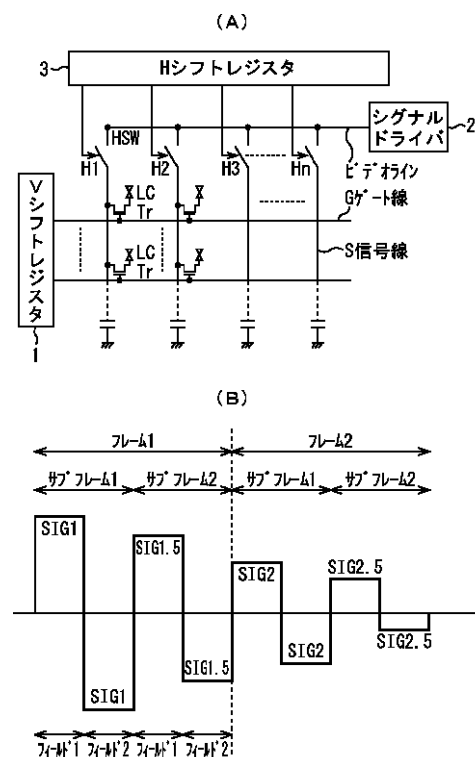 (A)
3
Hシフトレジスタ
シグナル
ドライバ
2
HSW
H1
H2
H3
Hn
ビデオライン
Gゲート線
Vシフトレジスタ
LC
Tr
LC
Tr
S信号線
1
(B)
フレーム1
フレーム2
サブフレーム1
サブフレーム2
サブフレーム1
サブフレーム2
SIG1
SIG1.5
SIG2
SIG2.5
SIG1
SIG1.5
SIG2
SIG2.5
フィールド1
フィールド2
フィールド1
フィールド2